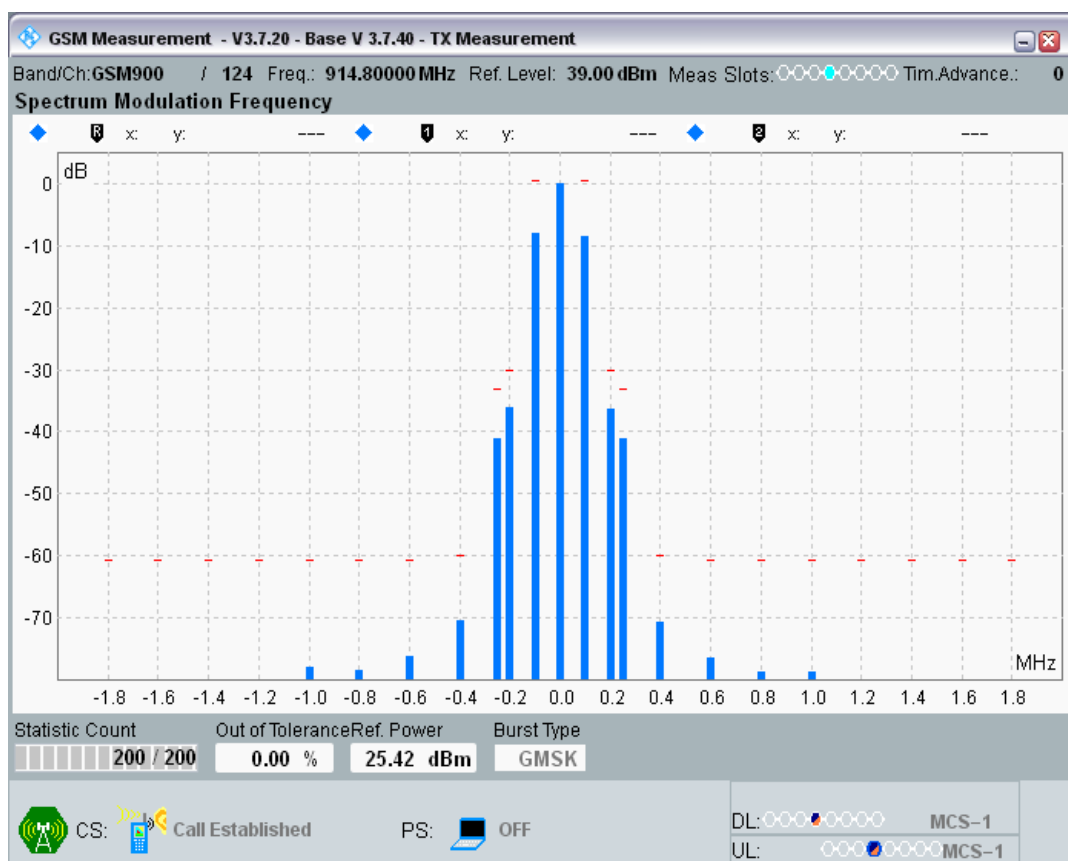 GSM Measurement - V3.7.20 - Base V 3.7.40 - TX Measurement
Band/Ch:GSM900 / 124 Freq.: 914.80000 MHz Ref. Level: 39.00 dBm Meas Slots: Tim.Advance.: 0
Spectrum Modulation Frequency
R x: y: --- 1 x: y: --- 2 x: y: ---
dB
0
-10
-20
-30
-40
-50
-60
-70
MHz
-1.8 -1.6 -1.4 -1.2 -1.0 -0.8 -0.6 -0.4 -0.2 0.0 0.2 0.4 0.6 0.8 1.0 1.2 1.4 1.6 1.8
Statistic Count Out of Tolerance Ref. Power Burst Type
200 / 200 0.00 % 25.42 dBm GMSK
CS: Call Established PS: OFF
DL: MCS-1
UL: MCS-1